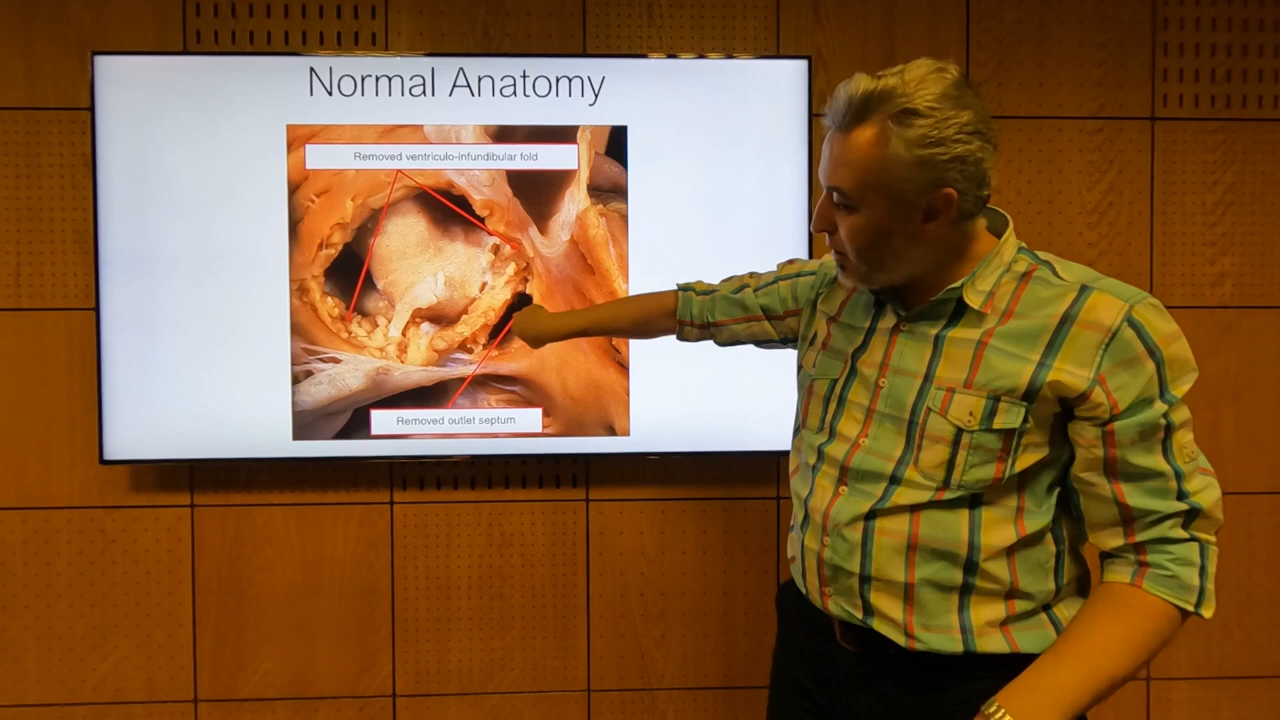 Normal Anatomy
Removed ventriculo-infundibular fold
Removed outlet septum